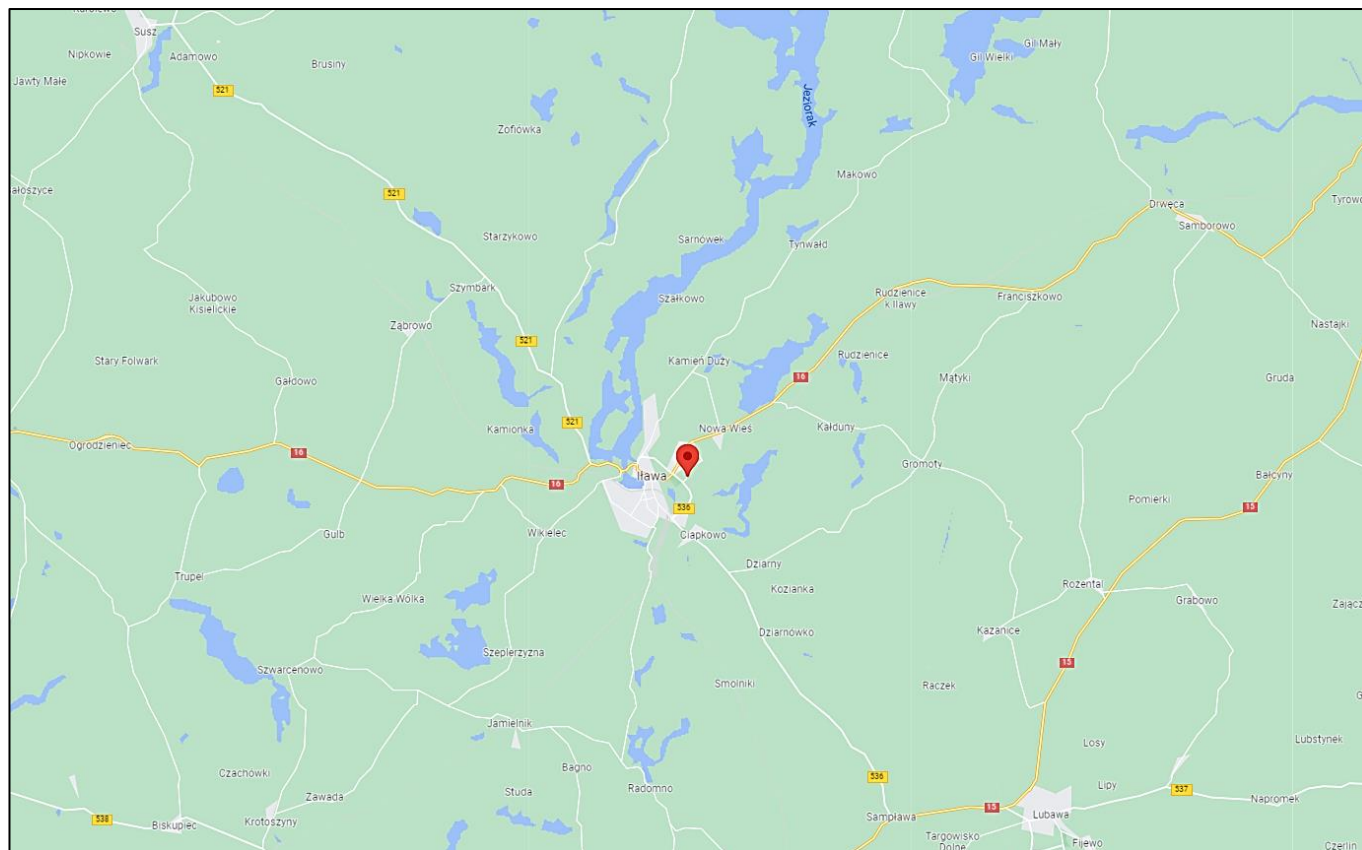 Susz
Nipkowie
Adamowo
Brusiny
Jawty Małe
521
Gil Mały
Gil Wielki
Jeziorak
Zofiówka
521
Makowo
Drwęca
Samborowo
Tyrowo
Starzykowo
Sarnówek
Tynwałd
Szymbark
Jakubowo
Kisielickie
Ząbrowo
Szałkowo
Rudzienice
k.Iławy
Franciszkowo
Nastajki
521
Stary Folwark
Gałdowo
Kamień Duży
Rudzienice
16
Mątyki
Gruda
521
Kamionka
Nowa Wieś
Kałduny
Ogrodzieniec
16
16
Iława
Gromoty
Bałcyny
Pomierki
15
536
Gulb
Wikielec
Ciapkowo
Dziarny
Trupel
Kozianka
Rożental
Wielka Wólka
Grabowo
Dziarnówko
Kazanice
Szwarcenowo
Szeplerzyzna
15
Smolniki
Raczek
Jamielnik
Losy
Lubstynek
Czachówki
Bagno
Radomno
Studa
536
Lipy
537
Napromek
Zawada
538
Biskupiec
Krotoszyny
15
Sampława
Lubawa
Targowisko
Dolne
Fijewo
Czerlin